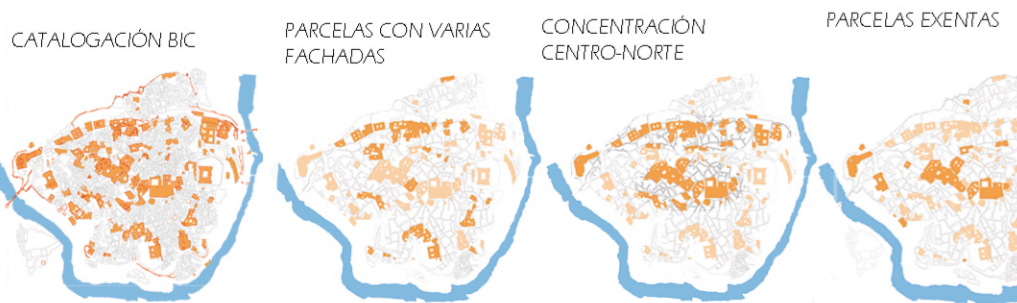 CATALOGACIÓN BIC
PARCELAS CON VARIAS
FACHADAS
CONCENTRACIÓN
CENTRO-NORTE
PARCELAS EXENTAS